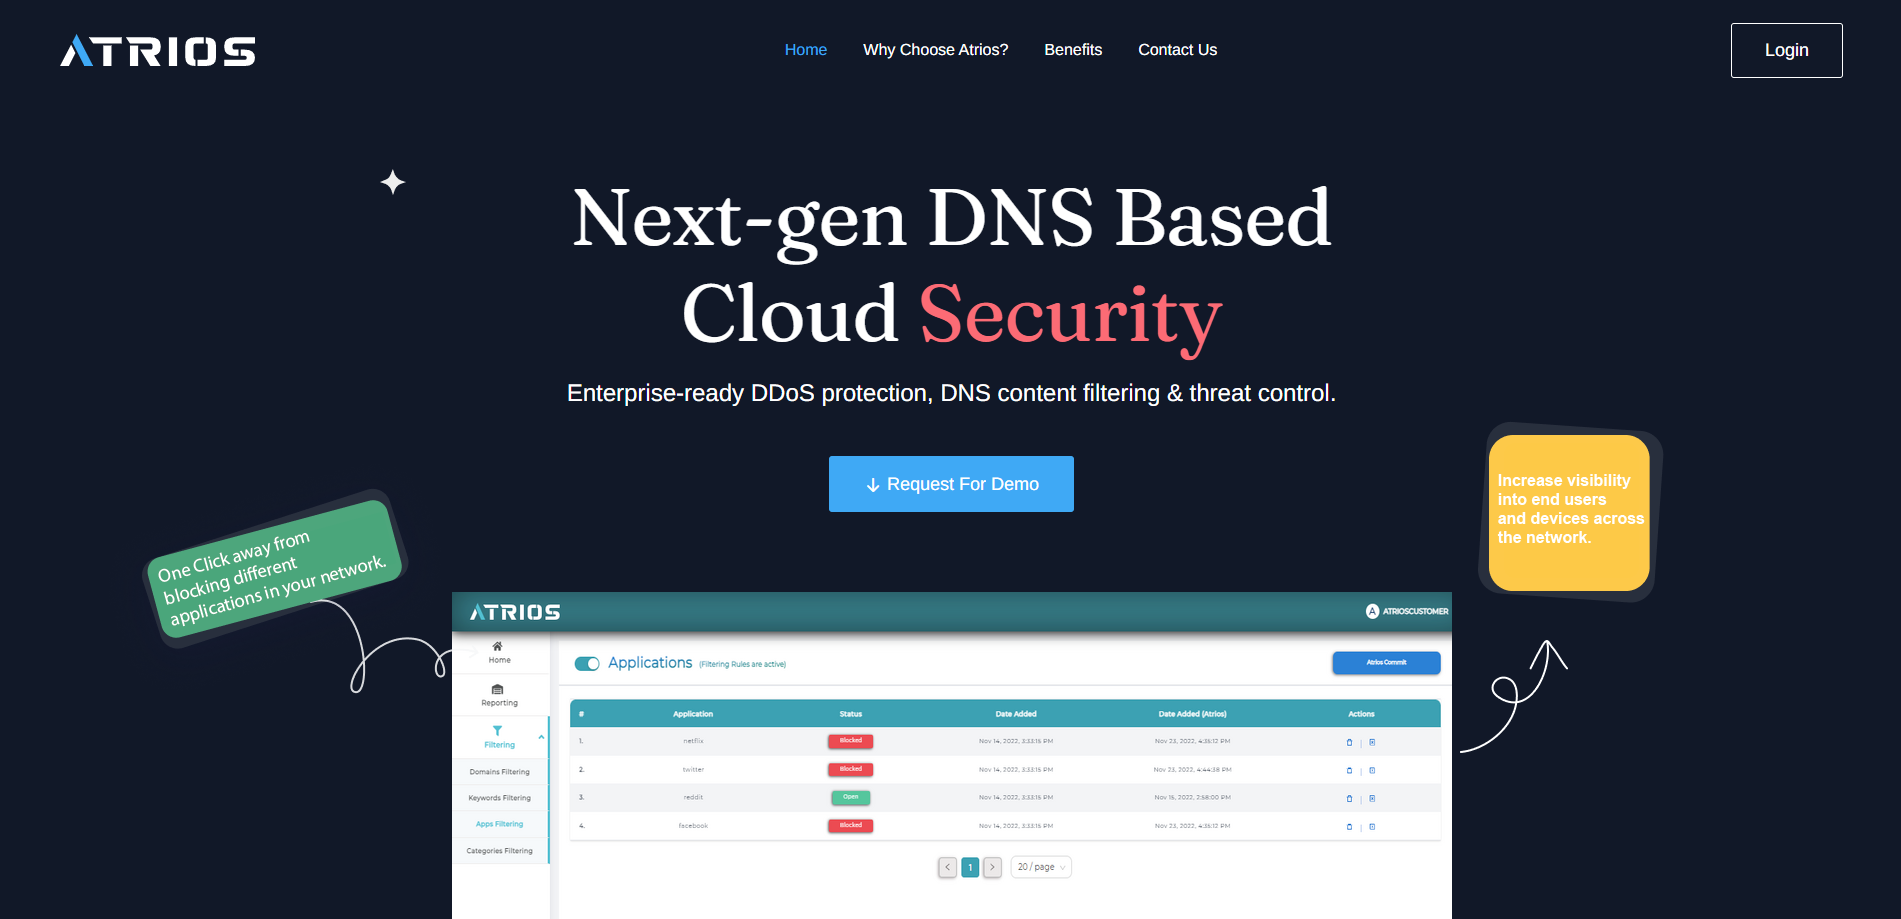 ATRIOS
Home Why Choose Atrios? Benefits Contact Us
Login
Next-gen DNS Based
Cloud Security
Enterprise-ready DDoS protection, DNS content filtering & threat control.
Request For Demo
One Click away from
blocking different
applications in your network.
Increase visibility
into end users
and devices across
the network.
ATRIOS
A ATRIOSCUSTOMER
Home
Reporting
Filtering
Domains Filtering
Keywords Filtering
Apps Filtering
Categories Filtering
Applications (Filtering Rules are active)
Atrios Commit
# Application Status Date Added Date Added (Atrios) Actions
1. netflix Blocked Nov 14, 2022, 3:33:15 PM Nov 23, 2022, 4:35:12 PM
2. twitter Blocked Nov 14, 2022, 3:33:15 PM Nov 23, 2022, 4:44:38 PM
3. reddit Open Nov 14, 2022, 3:33:15 PM Nov 15, 2022, 2:58:00 PM
4. facebook Blocked Nov 14, 2022, 3:33:15 PM Nov 23, 2022, 4:35:12 PM
< 1 > 20 / page